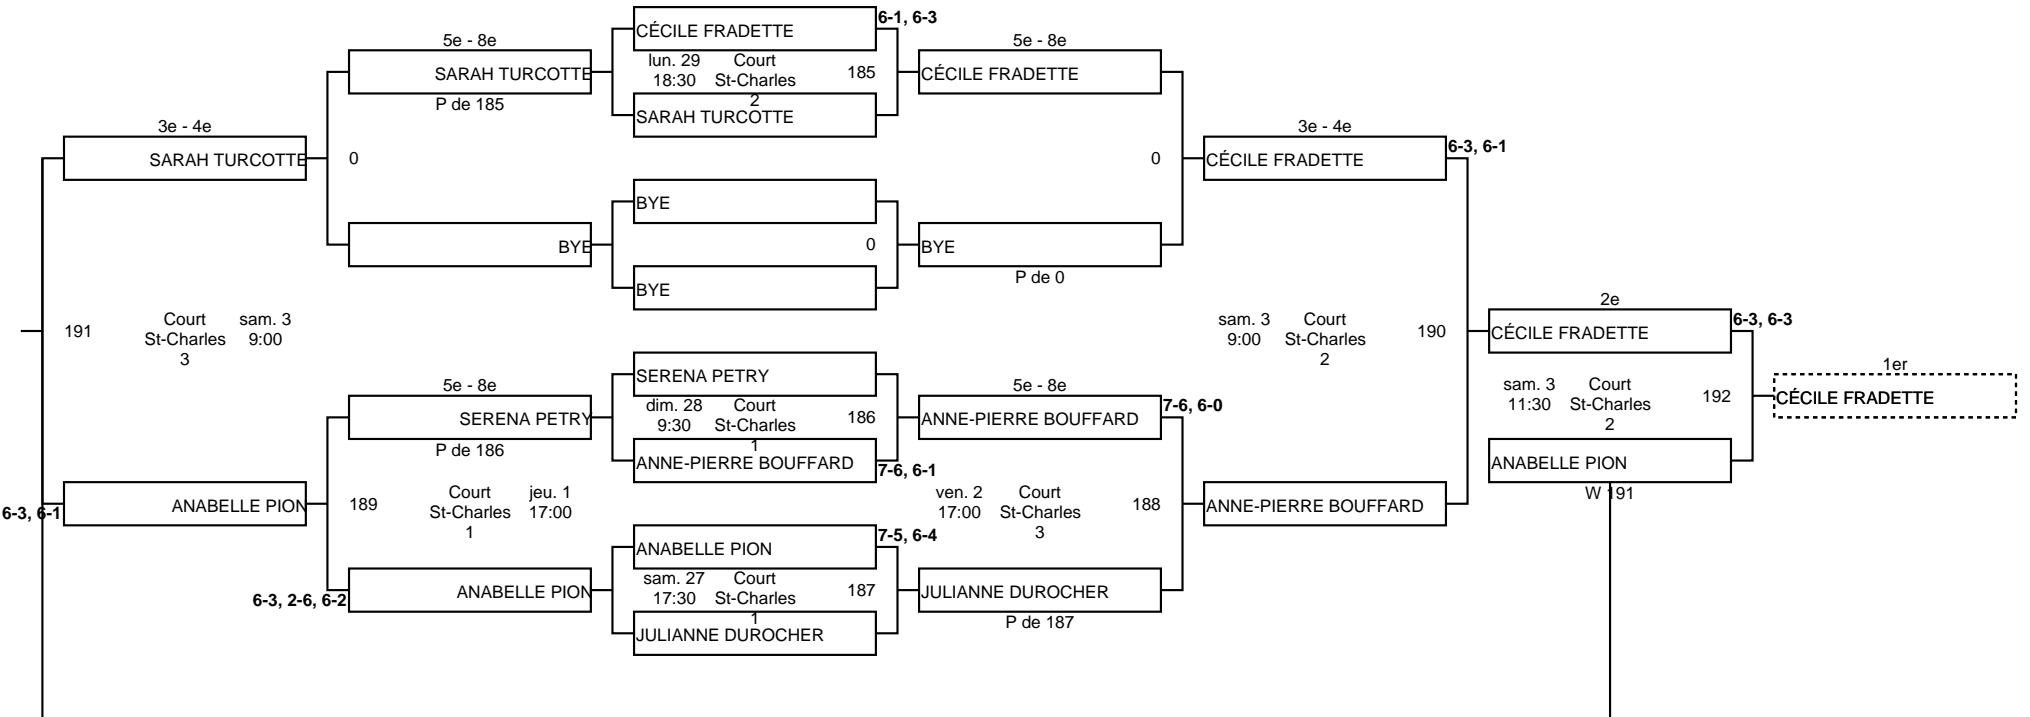 CÉCILE FRADETTE
6-1, 6-3
5e - 8e
5e - 8e
lun. 29
18:30
Court
St-Charles
2
185
SARAH TURCOTTE
P de 185
CÉCILE FRADETTE
SARAH TURCOTTE
3e - 4e
3e - 4e
SARAH TURCOTTE
0
0
CÉCILE FRADETTE
6-3, 6-1
BYE
BYE
0
BYE
P de 0
BYE
191
Court
St-Charles
3
sam. 3
9:00
sam. 3
9:00
Court
St-Charles
2
190
2e
CÉCILE FRADETTE
6-3, 6-3
1er
sam. 3
11:30
Court
St-Charles
2
192
CÉCILE FRADETTE
ANABELLE PION
W 191
SERENA PETRY
5e - 8e
5e - 8e
dim. 28
9:30
Court
St-Charles
1
186
SERENA PETRY
P de 186
ANNE-PIERRE BOUFFARD
7-6, 6-0
ANNE-PIERRE BOUFFARD
7-6, 6-1
6-3, 6-1
ANABELLE PION
189
Court
St-Charles
1
jeu. 1
17:00
ven. 2
17:00
Court
St-Charles
3
188
ANNE-PIERRE BOUFFARD
ANABELLE PION
7-5, 6-4
sam. 27
17:30
Court
St-Charles
1
187
6-3, 2-6, 6-2
ANABELLE PION
JULIANNE DUROCHER
P de 187
JULIANNE DUROCHER